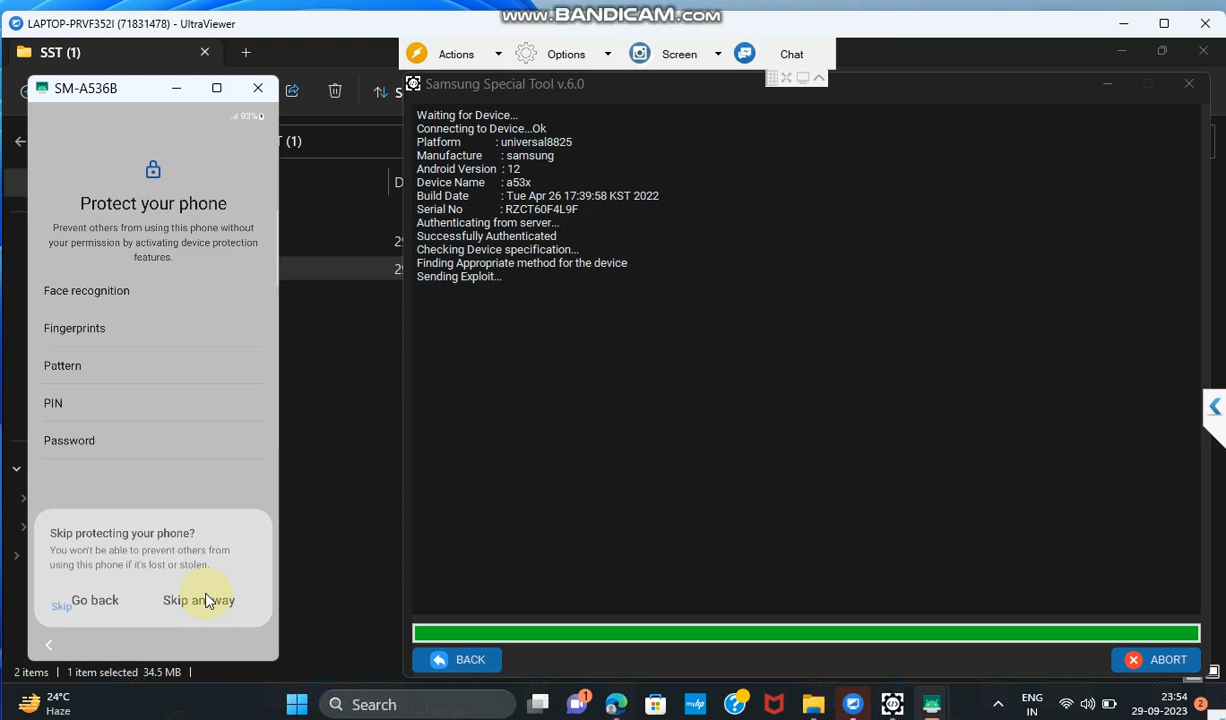 www.BANDICAM.com
LAPTOP-PRVF352I (71831478) - UltraViewer
SST (1)
Actions
Options
Screen
Chat
SM-A536B
T (1)
93%
Protect your phone
Prevent others from using this phone without
your permission by activating device protection
features.
Face recognition
Fingerprints
Pattern
PIN
Password
Skip protecting your phone?
You won't be able to prevent others from
using this phone if it's lost or stolen.
Skip
Go back
Skip anyway
Samsung Special Tool v.6.0
Waiting for Device...
Connecting to Device...Ok
Platform : universal8825
Manufacture : samsung
Android Version : 12
Device Name : a53x
Build Date : Tue Apr 26 17:39:58 KST 2022
Serial No : RZCT60F4L9F
Authenticating from server...
Successfully Authenticated
Checking Device specification...
Finding Appropriate method for the device
Sending Exploit...
BACK
ABORT
2 items
1 item selected 34.5 MB
24°C
Haze
Search
1
ENG
IN
23:54
29-09-2023
2